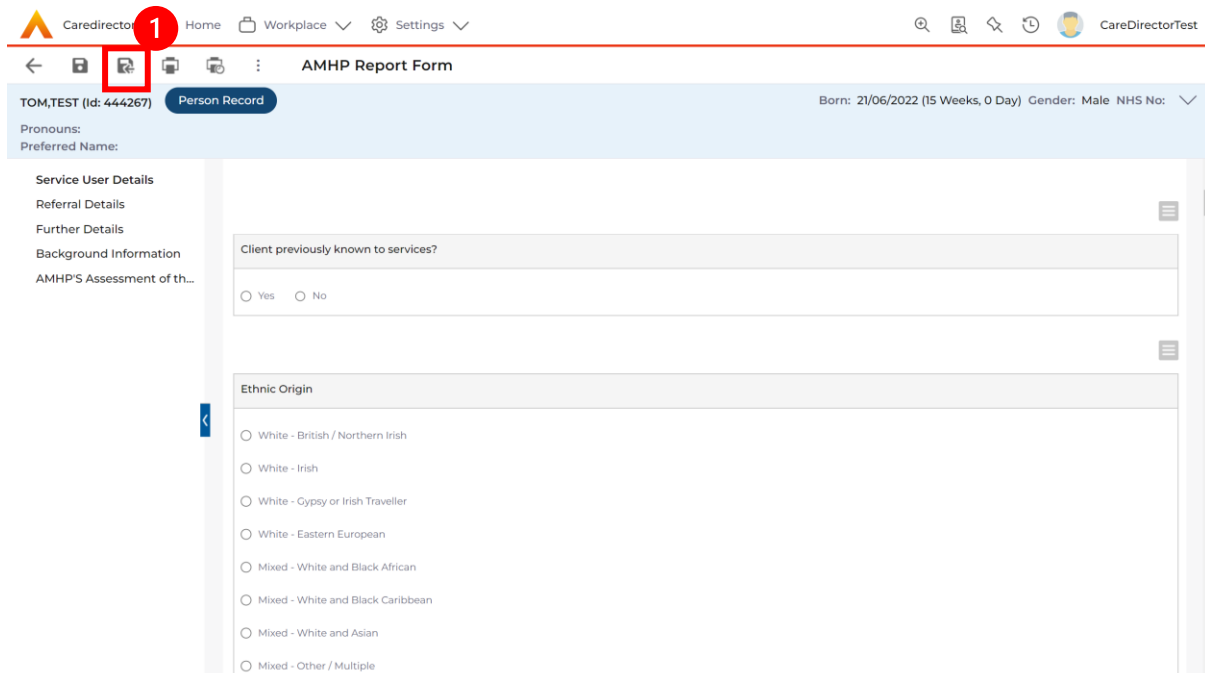 Caredirector 1 Home Workplace Settings CareDirectorTest
AMHP Report Form
TOM,TEST (Id: 444267) Person Record Born: 21/06/2022 (15 Weeks, 0 Day) Gender: Male NHS No:
Pronouns:
Preferred Name:
Service User Details
Referral Details
Further Details
Background Information
AMHP'S Assessment of th...
Client previously known to services?
Yes No
Ethnic Origin
White - British / Northern Irish
White - Irish
White - Gypsy or Irish Traveller
White - Eastern European
Mixed - White and Black African
Mixed - White and Black Caribbean
Mixed - White and Asian
Mixed - Other / Multiple